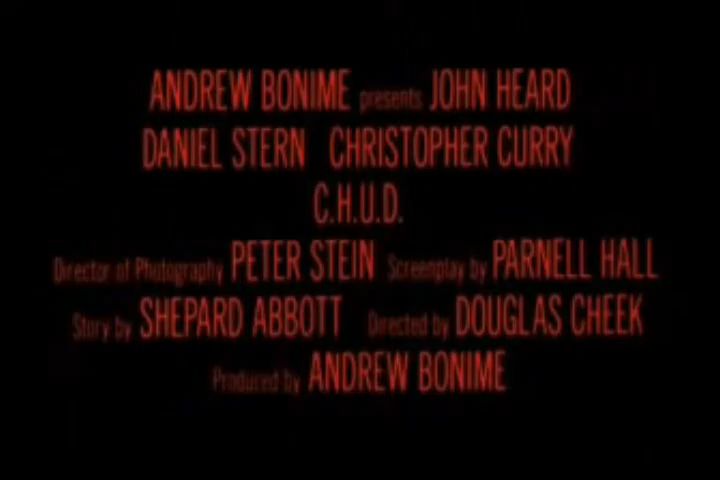 ANDREW BONIME presents JOHN HEARD
DANIEL STERN CHRISTOPHER CURRY
C.H.U.D.
Director of Photography PETER STEIN Screenplay by PARNELL HALL
Story by SHEPARD ABBOTT Directed by DOUGLAS CHEEK
Produced by ANDREW BONIME